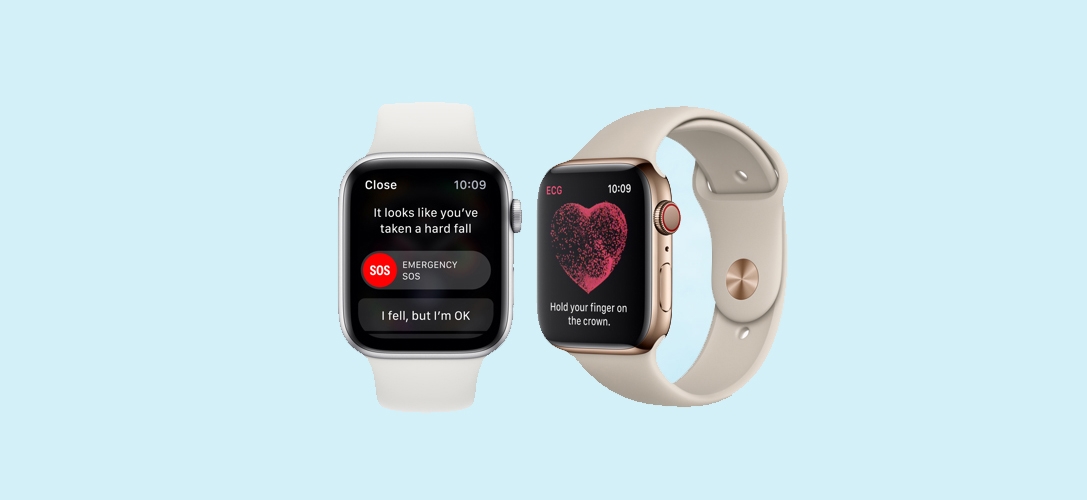 Close 10:09
It looks like you’ve
taken a hard fall
SOS EMERGENCY
SOS
I fell, but I’m OK
ECG 10:09
Hold your finger on
the crown.